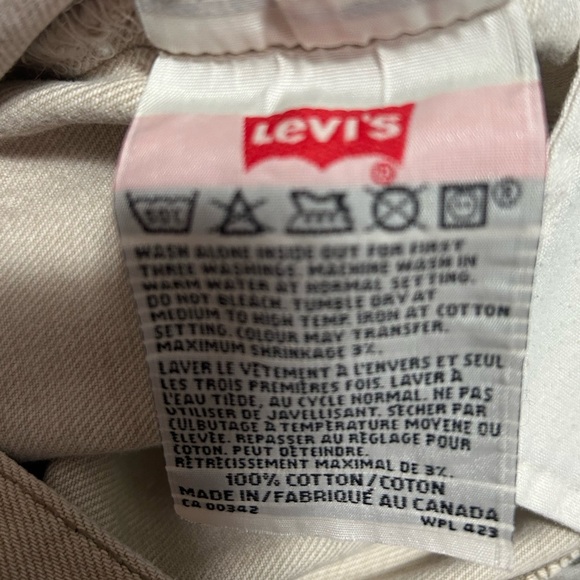 LEVI'S
®
®
WASH ALONE INSIDE OUT FOR FIRST
THREE WASHINGS. MACHINE WASH IN
WARM WATER AT NORMAL SETTING.
DO NOT BLEACH. TUMBLE DRY AT
MEDIUM TO HIGH TEMP. IRON AT COTTON
SETTING. COLOUR MAY TRANSFER.
MAXIMUM SHRINKAGE 3%.
LAVER LE VÊTEMENT À L'ENVERS ET SEUL
LES TROIS PREMIÈRES FOIS. LAVER À
L'EAU TIÈDE, AU CYCLE NORMAL. NE PAS
UTILISER DE JAVELLISANT. SÉCHER PAR
CULBUTAGE À TEMPÉRATURE MOYENNE OU
ÉLEVÉE. REPASSER AU RÉGLAGE POUR
COTON. PEUT DÉTEINDRE.
RÉTRÉCISSEMENT MAXIMAL DE 3%.
100% COTTON/COTON
MADE IN/FABRIQUÉ AU CANADA
CA 00342
WPL 423